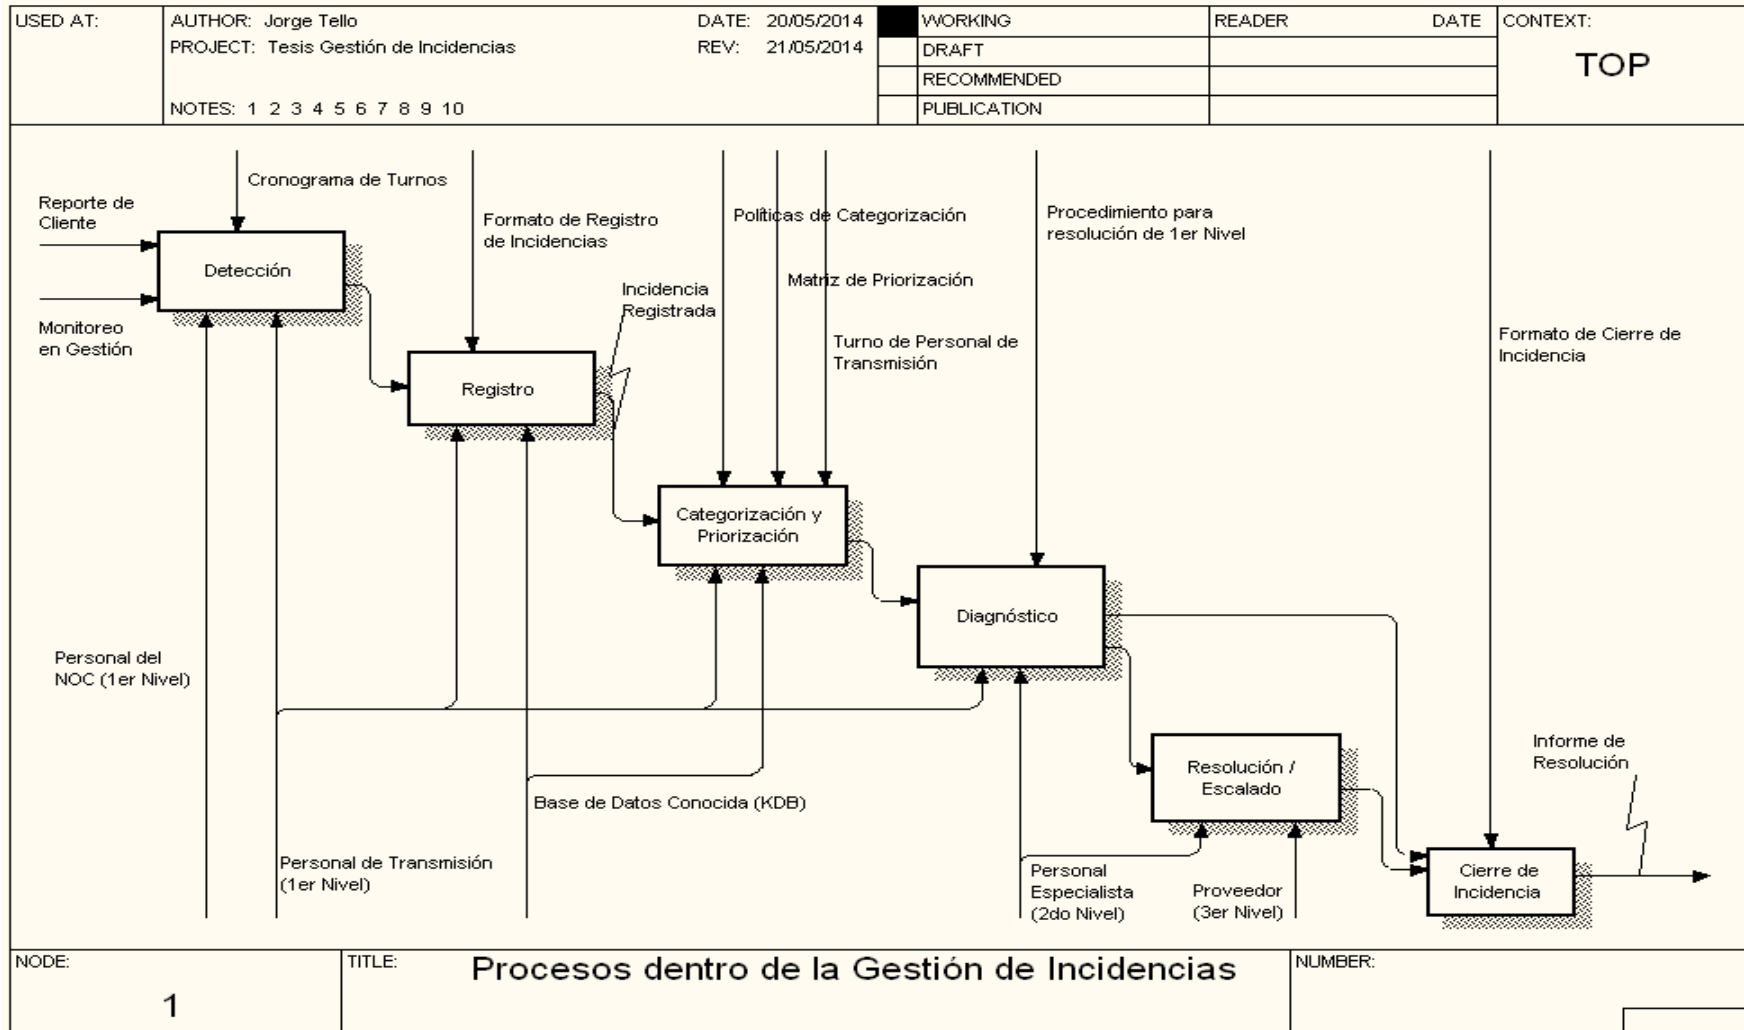 USED AT:
AUTHOR: Jorge Tello
DATE: 20/05/2014
PROJECT: Tesis Gestión de Incidencias
REV: 21/05/2014
NOTES: 1 2 3 4 5 6 7 8 9 10
WORKING
DRAFT
RECOMMENDED
PUBLICATION
READER
DATE
CONTEXT:
TOP
Cronograma de Turnos
Reporte de
Cliente
Formato de Registro
de Incidencias
Políticas de Categorización
Procedimiento para
resolución de 1er Nivel
Detección
Matriz de Priorización
Incidencia
Registrada
Monitoreo
en Gestión
Turno de Personal de
Transmisión
Formato de Cierre de
Incidencia
Registro
Categorización y
Priorización
Diagnóstico
Personal del
NOC (1er Nivel)
Resolución /
Escalado
Informe de
Resolución
Base de Datos Conocida (KDB)
Personal de Transmisión
(1er Nivel)
Personal
Especialista
(2do Nivel)
Proveedor
(3er Nivel)
Cierre de
Incidencia
NODE:
1
TITLE:
Procesos dentro de la Gestión de Incidencias
NUMBER: